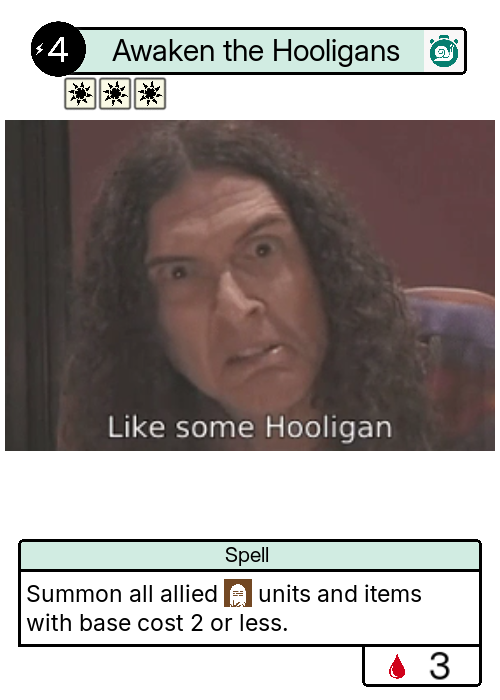 4 Awaken the Hooligans
Like some Hooligan
Spell
Summon all allied units and items
with base cost 2 or less.
3